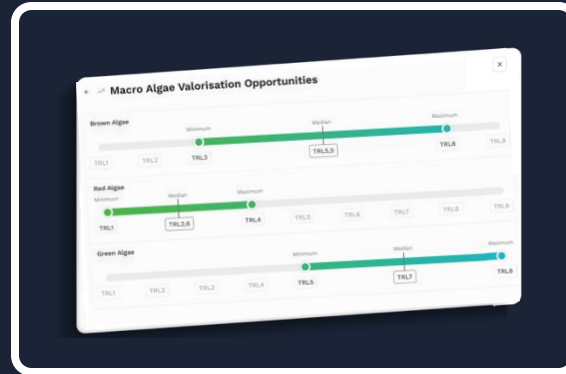 Macro Algae Valorisation Opportunities
x
Brown Algae
Minimum Median Maximum
TRL1 TRL2 TRL3 TRL5,5 TRL8 TRL9
Red Algae
Minimum Median Maximum
TRL1 TRL2,6 TRL4 TRL5 TRL6 TRL7 TRL8 TRL9
Green Algae
Minimum Median Maximum
TRL1 TRL2 TRL3 TRL4 TRL5 TRL7 TRL9